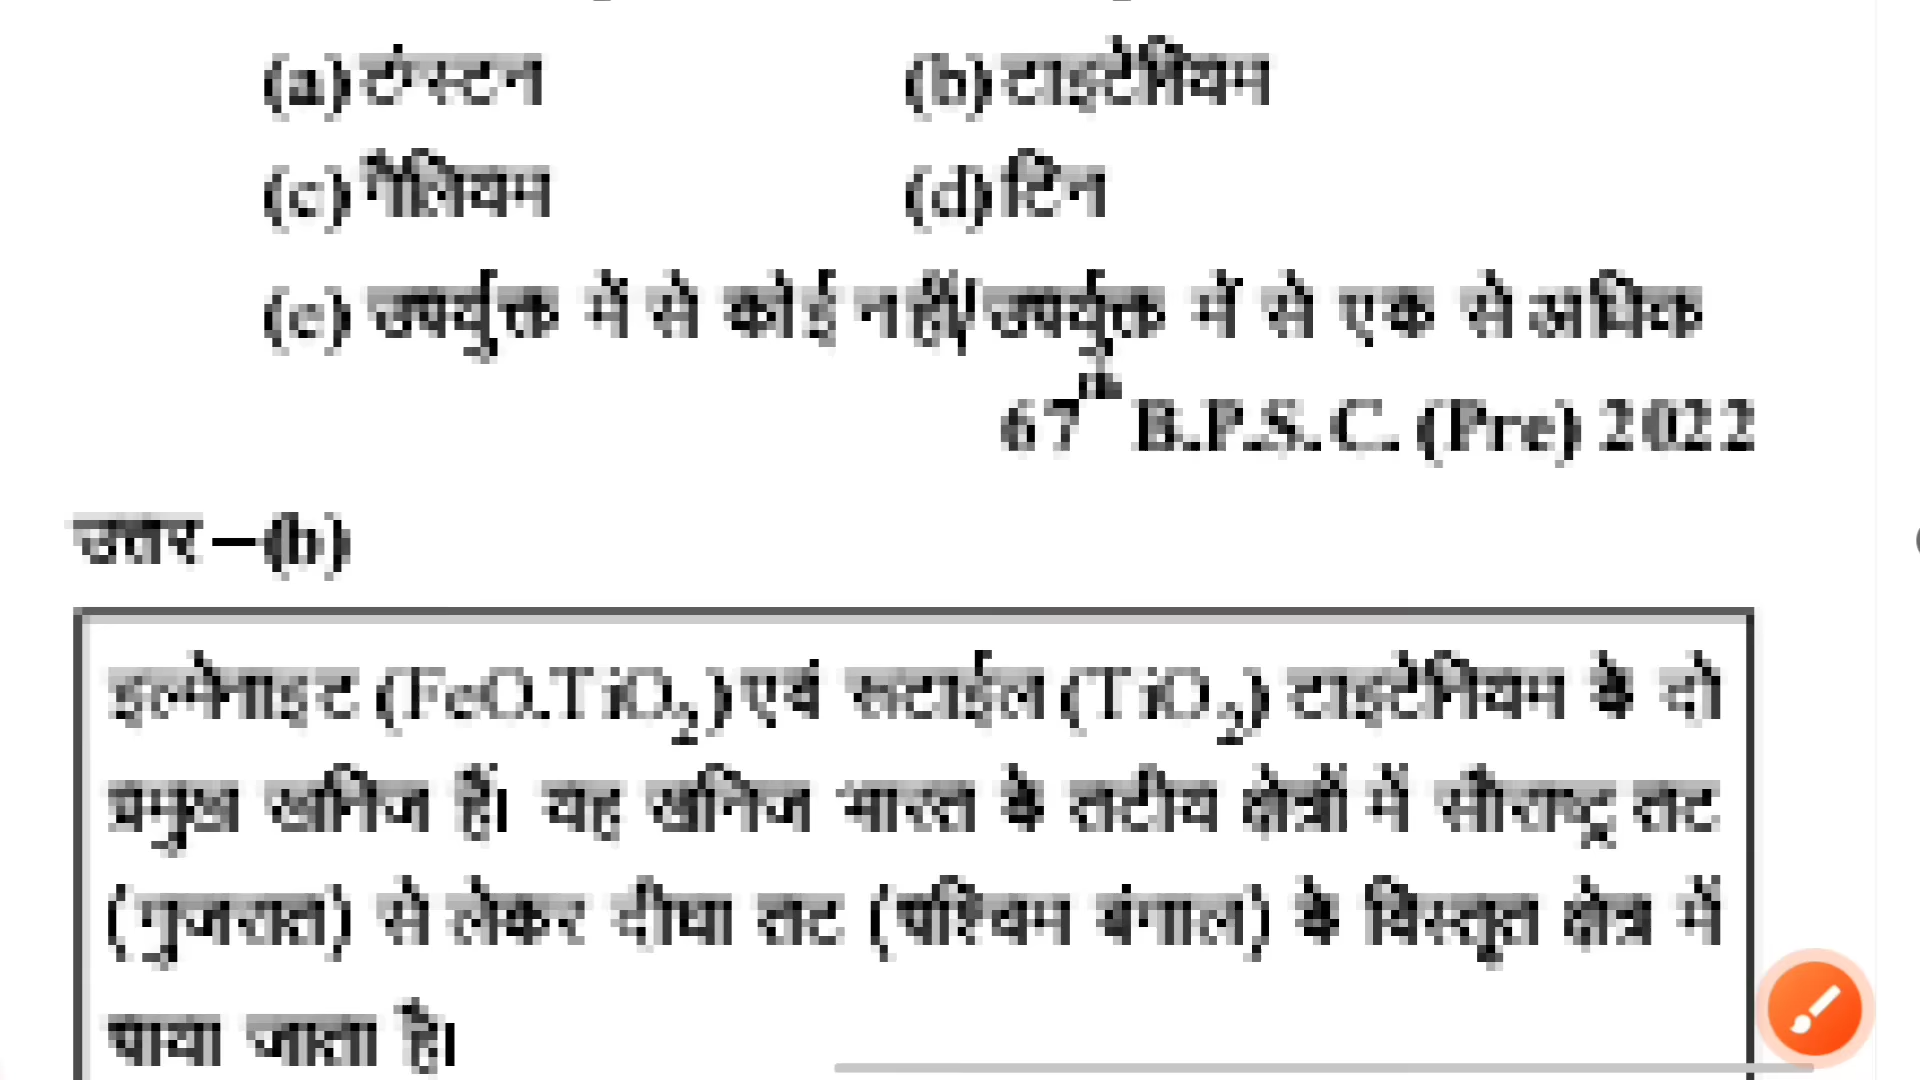 (a) टंगस्टन (b) टाइटेनियम
(c) गैलियम (d) टिन
(e) उपर्युक्त में से कोई नहीं/उपर्युक्त में से एक से अधिक
67th B.P.S.C. (Pre) 2022
उत्तर—(b)
इल्मेनाइट (FeO.TiO₂) एवं रुटाईल (TiO₂) टाइटेनियम के दो
प्रमुख खनिज हैं। यह खनिज भारत के तटीय क्षेत्रों में सौराष्ट्र तट
(गुजरात) से लेकर दीघा तट (पश्चिम बंगाल) के विस्तृत क्षेत्र में
पाया जाता है।